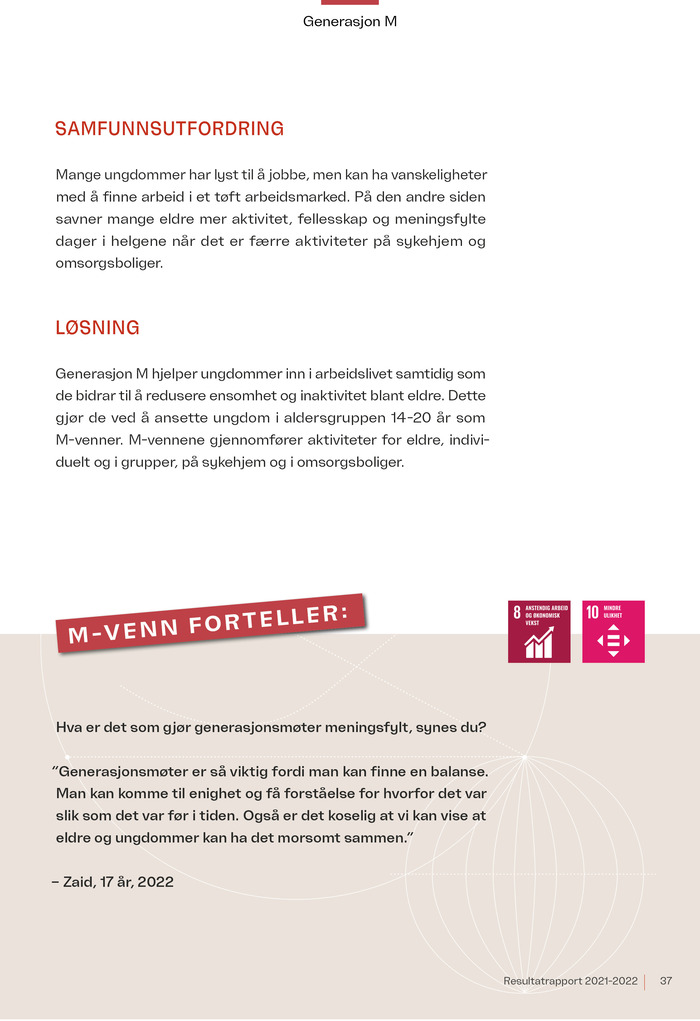 Generasjon M
SAMFUNNSUTFORDRING
Mange ungdommer har lyst til å jobbe, men kan ha vanskeligheter
med å finne arbeid i et tøft arbeidsmarked. På den andre siden
savner mange eldre mer aktivitet, fellesskap og meningsfylte
dager i helgene når det er færre aktiviteter på sykehjem og
omsorgsboliger.
LØSNING
Generasjon M hjelper ungdommer inn i arbeidslivet samtidig som
de bidrar til å redusere ensomhet og inaktivitet blant eldre. Dette
gjør de ved å ansette ungdom i aldersgruppen 14-20 år som
M-venner. M-vennene gjennomfører aktiviteter for eldre, indivi-
duelt og i grupper, på sykehjem og i omsorgsboliger.
M-VENN FORTELLER:
8 ANSTENDIG ARBEID
OG ØKONOMISK
VEKST
10 MINDRE
ULIKHET
Hva er det som gjør generasjonsmøter meningsfylt, synes du?
“Generasjonsmøter er så viktig fordi man kan finne en balanse.
Man kan komme til enighet og få forståelse for hvorfor det var
slik som det var før i tiden. Også er det koselig at vi kan vise at
eldre og ungdommer kan ha det morsomt sammen.”
– Zaid, 17 år, 2022
Resultatrapport 2021-2022 37